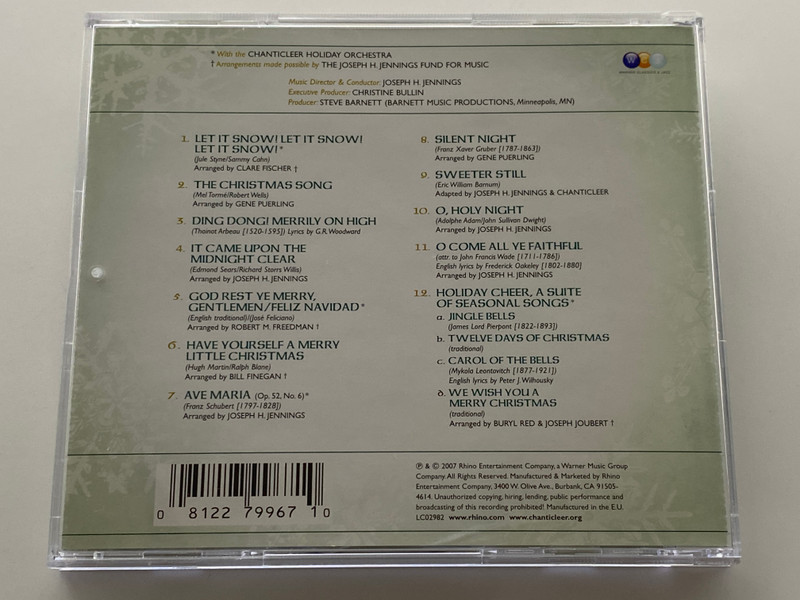 * With the CHANTICLEER HOLIDAY ORCHESTRA
† Arrangements made possible by THE JOSEPH H. JENNINGS FUND FOR MUSIC
Music Director & Conductor: JOSEPH H. JENNINGS
Executive Producer: CHRISTINE BULLIN
Producer: STEVE BARNETT (BARNETT MUSIC PRODUCTIONS, Minneapolis, MN)
1. LET IT SNOW! LET IT SNOW!
LET IT SNOW!*
(Jule Styne/Sammy Cahn)
Arranged by CLARE FISCHER †
2. THE CHRISTMAS SONG
(Mel Tormé/Robert Wells)
Arranged by GENE PUERLING
3. DING DONG! MERRILY ON HIGH
(Thoinot Arbeau [1520-1595]) Lyrics by G.R. Woodward
4. IT CAME UPON THE
MIDNIGHT CLEAR
(Edmond Sears/Richard Storrs Willis)
Arranged by JOSEPH H. JENNINGS
5. GOD REST YE MERRY,
GENTLEMEN/FELIZ NAVIDAD*
(English traditional)/(José Feliciano)
Arranged by ROBERT M. FREEDMAN †
6. HAVE YOURSELF A MERRY
LITTLE CHRISTMAS
(Hugh Martin/Ralph Blane)
Arranged by BILL FINEGAN †
7. AVE MARIA (Op. 52, No. 6)*
(Franz Schubert [1797-1828])
Arranged by JOSEPH H. JENNINGS
8. SILENT NIGHT
(Franz Xaver Gruber [1787-1863])
Arranged by GENE PUERLING
9. SWEETER STILL
(Eric William Barnum)
Adapted by JOSEPH H. JENNINGS & CHANTICLEER
10. O, HOLY NIGHT
(Adolphe Adam/John Sullivan Dwight)
Arranged by JOSEPH H. JENNINGS
11. O COME ALL YE FAITHFUL
(attr. to John Francis Wade [1711-1786])
English lyrics by Frederick Oakeley [1802-1880]
Arranged by JOSEPH H. JENNINGS
12. HOLIDAY CHEER, A SUITE
OF SEASONAL SONGS*
a. JINGLE BELLS
(James Lord Pierpont [1822-1893])
b. TWELVE DAYS OF CHRISTMAS
(traditional)
c. CAROL OF THE BELLS
(Mykola Leontovitch [1877-1921])
English lyrics by Peter J. Wilhousky
d. WE WISH YOU A
MERRY CHRISTMAS
(traditional)
Arranged by BURYL RED & JOSEPH JOUBERT †
0 8122 79967 1 0
℗ & © 2007 Rhino Entertainment Company, a Warner Music Group
Company. All Rights Reserved. Manufactured & Marketed by Rhino
Entertainment Company, 3400 W. Olive Ave., Burbank, CA 91505-
4614. Unauthorized copying, hiring, lending, public performance and
broadcasting of this recording prohibited! Manufactured in the E.U.
LC02982 www.rhino.com www.chanticleer.org